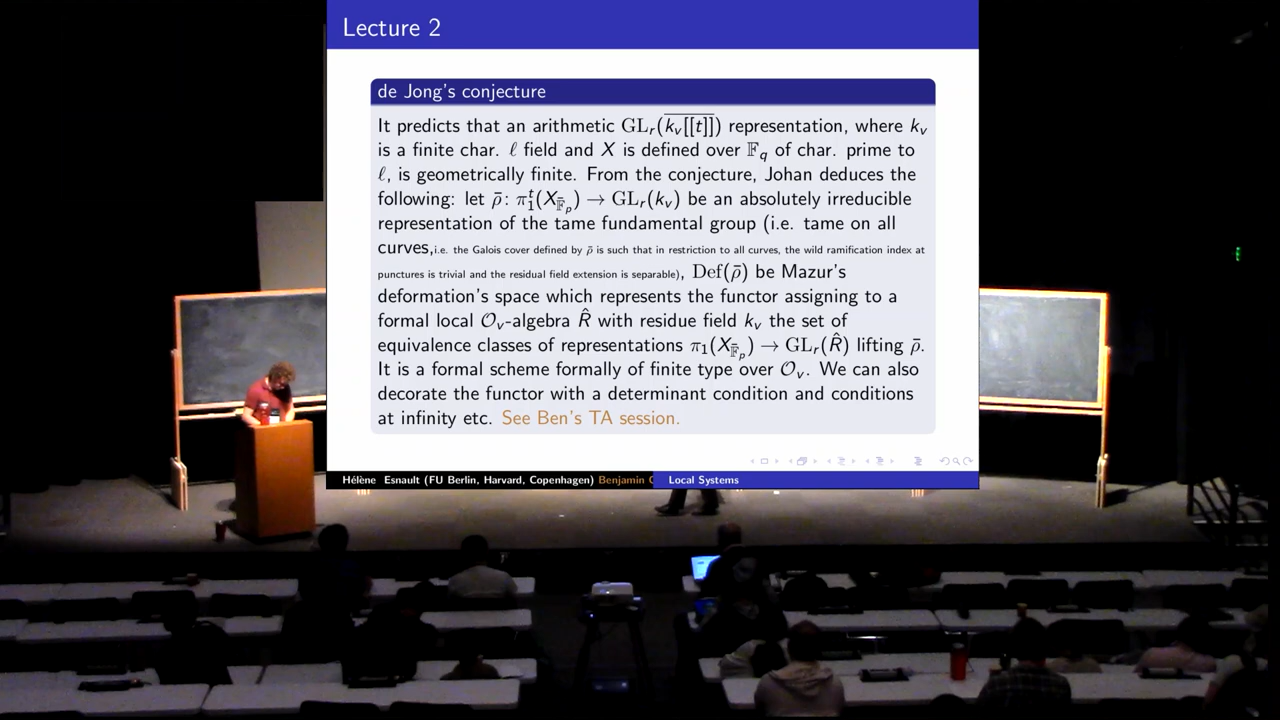 Lecture 2
de Jong's conjecture
It predicts that an arithmetic GL_r(\overline{k_v[[t]]}) representation, where k_v
is a finite char. ℓ field and X is defined over 𝔽_q of char. prime to
ℓ, is geometrically finite. From the conjecture, Johan deduces the
following: let ρ̄: π_1^t(X_{𝔽̄_p}) → GL_r(k_v) be an absolutely irreducible
representation of the tame fundamental group (i.e. tame on all
curves,i.e. the Galois cover defined by ρ̄ is such that in restriction to all curves, the wild ramification index at
punctures is trivial and the residual field extension is separable), Def(ρ̄) be Mazur's
deformation's space which represents the functor assigning to a
formal local 𝒪_v-algebra R̂ with residue field k_v the set of
equivalence classes of representations π_1(X_{𝔽̄_p}) → GL_r(R̂) lifting ρ̄.
It is a formal scheme formally of finite type over 𝒪_v. We can also
decorate the functor with a determinant condition and conditions
at infinity etc. See Ben's TA session.
Hélène Esnault (FU Berlin, Harvard, Copenhagen) Benjamin Local Systems